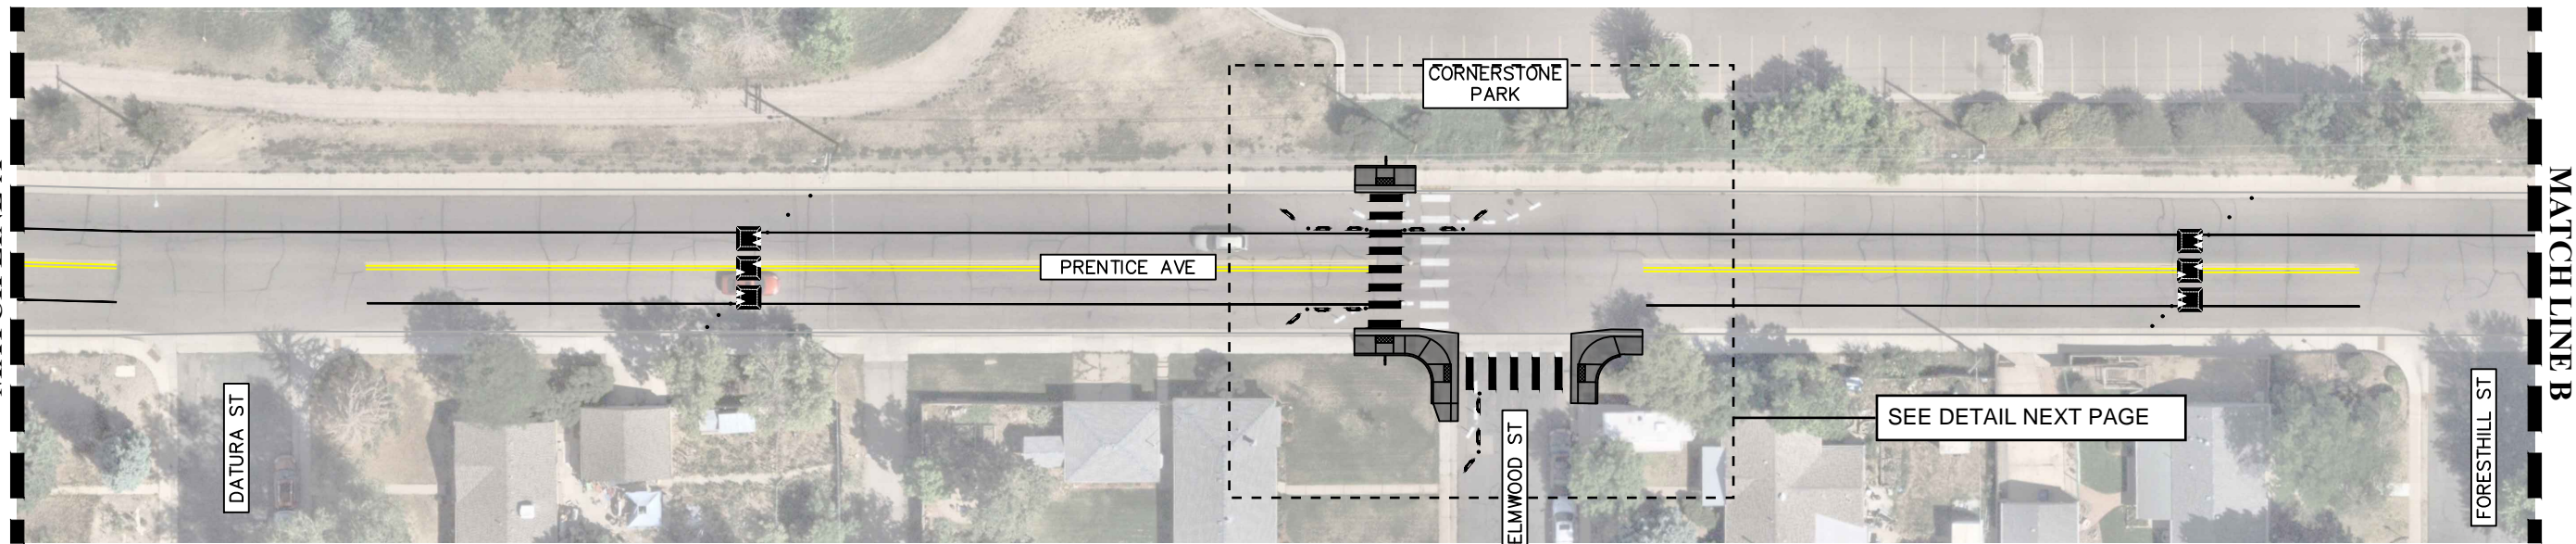 CORNERSTONE
PARK
PRENTICE AVE
MATCH LINE B
SEE DETAIL NEXT PAGE
DATURA ST
ELMWOOD ST
FORESTHILL ST